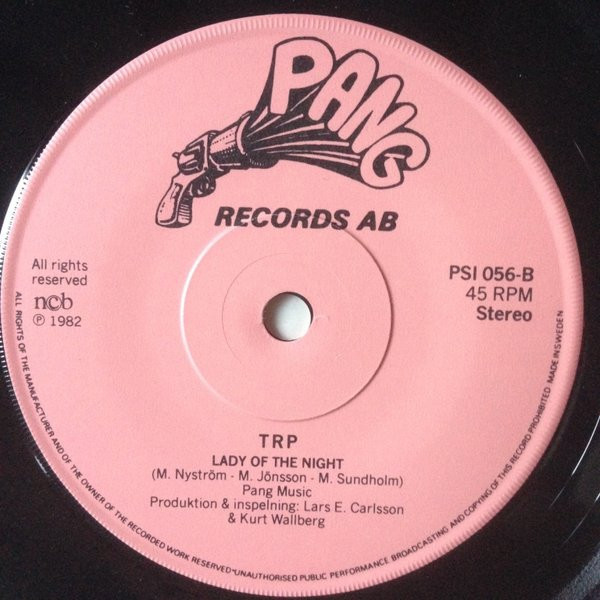 PANG
RECORDS AB
All rights
reserved
ncb
℗ 1982
PSI 056-B
45 RPM
Stereo
TRP
LADY OF THE NIGHT
(M. Nyström - M. Jönsson - M. Sundholm)
Pang Music
Produktion & inspelning: Lars E. Carlsson
& Kurt Wallberg
ALL RIGHTS OF THE MANUFACTURER AND OF THE OWNER OF THE RECORDED WORK RESERVED-UNAUTHORISED PUBLIC PERFORMANCE BROADCASTING AND COPYING OF THIS RECORD PROHIBITED MADE IN SWEDEN